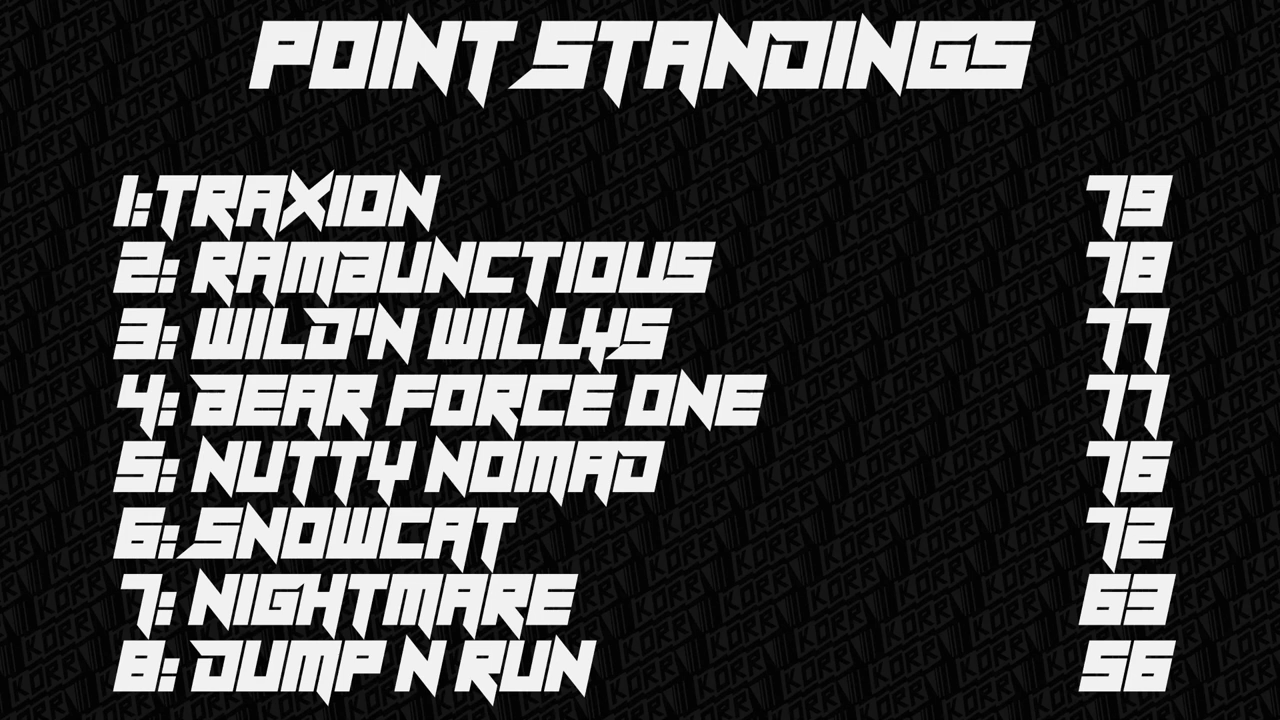 POINT STANDINGS
1: TRAXION 79
2: RAMBUNCTIOUS 78
3: WILD'N WILLYS 77
4: BEAR FORCE ONE 77
5: NUTTY NOMAD 76
6: SNOWCAT 72
7: NIGHTMARE 63
8: DUMP N RUN 56